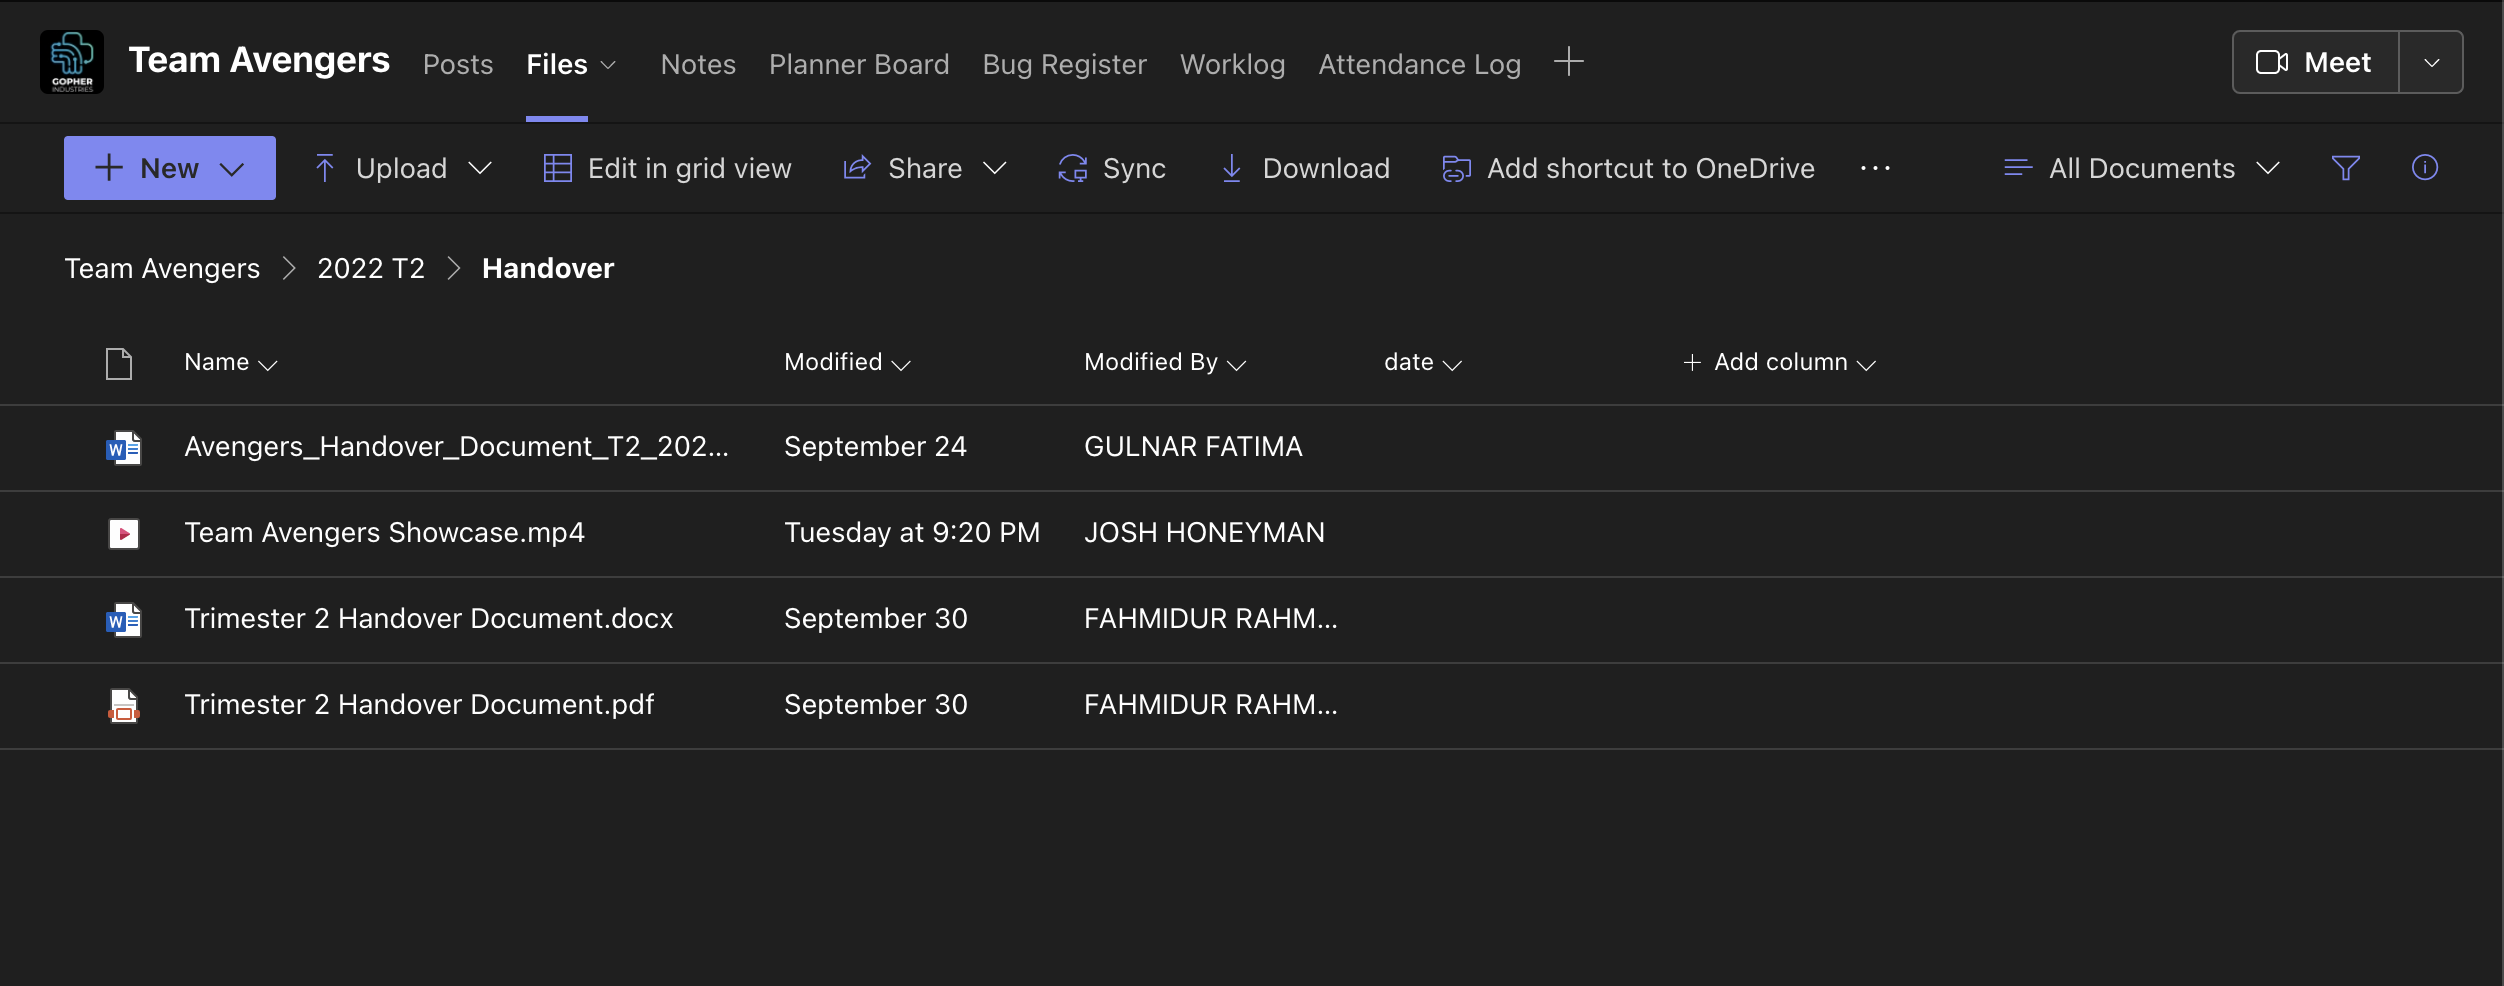 GOPHER
INDUSTRIES
Team Avengers Posts Files Notes Planner Board Bug Register Worklog Attendance Log Meet
New Upload Edit in grid view Share Sync Download Add shortcut to OneDrive ... All Documents
Team Avengers > 2022 T2 > Handover
Name Modified Modified By date + Add column
Avengers_Handover_Document_T2_202... September 24 GULNAR FATIMA
Team Avengers Showcase.mp4 Tuesday at 9:20 PM JOSH HONEYMAN
Trimester 2 Handover Document.docx September 30 FAHMIDUR RAHM...
Trimester 2 Handover Document.pdf September 30 FAHMIDUR RAHM...